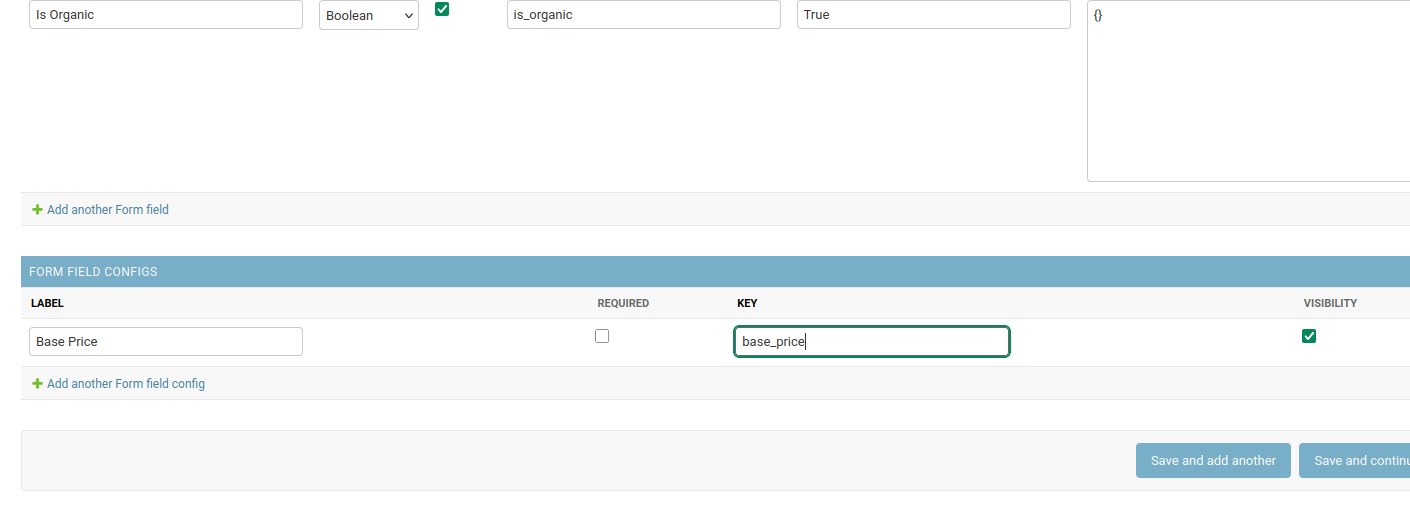 Is Organic Boolean is_organic True {}
Add another Form field
FORM FIELD CONFIGS
LABEL REQUIRED KEY VISIBILITY
Base Price base_price
Add another Form field config
Save and add another Save and continu